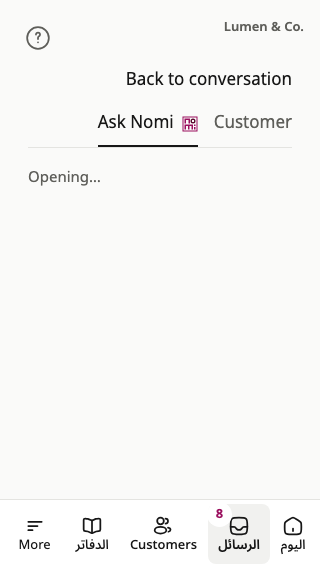 Lumen & Co.
Back to conversation
Customer
Ask Nomi
Opening...
8
اليوم
الرسائل
Customers
الدفاتر
More